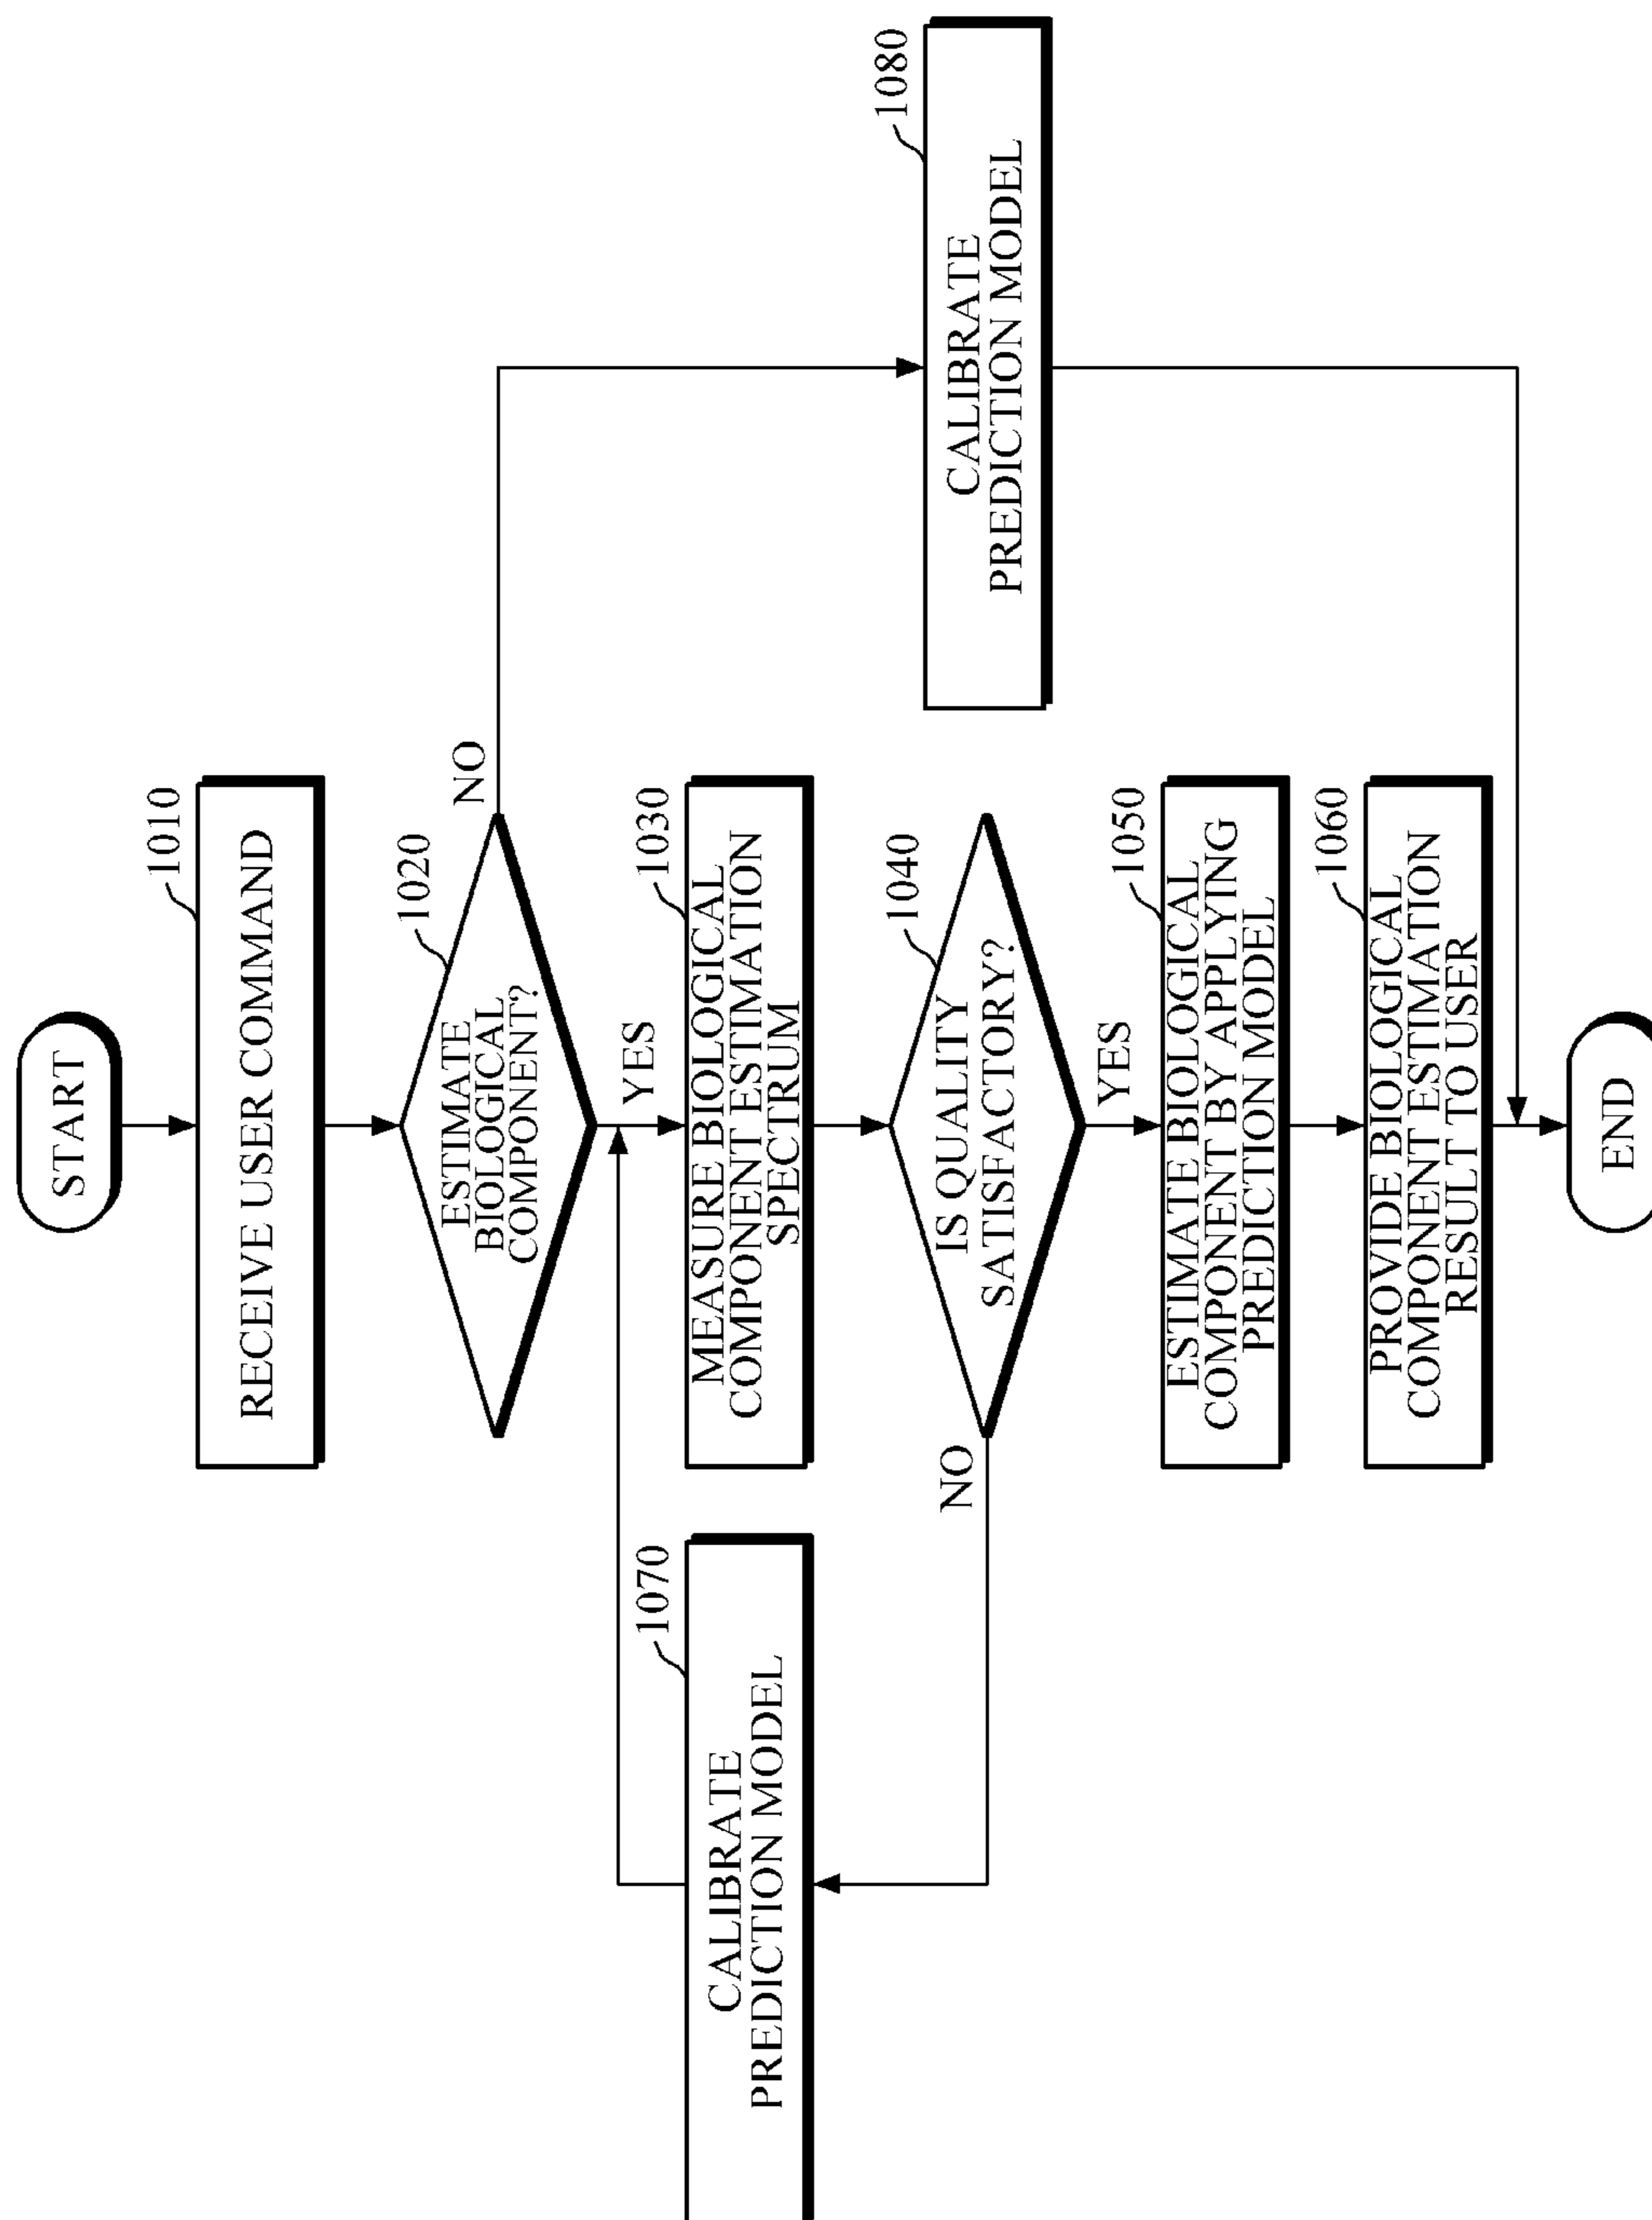 START
1010
RECEIVE USER COMMAND
1020
ESTIMATE
BIOLOGICAL
COMPONENT?
NO
YES
1030
MEASURE BIOLOGICAL
COMPONENT ESTIMATION
SPECTRUM
1070
CALIBRATE
PREDICTION MODEL
1080
CALIBRATE
PREDICTION MODEL
1040
IS QUALITY
SATISFACTORY?
NO
YES
1050
ESTIMATE BIOLOGICAL
COMPONENT BY APPLYING
PREDICTION MODEL
1060
PROVIDE BIOLOGICAL
COMPONENT ESTIMATION
RESULT TO USER
END